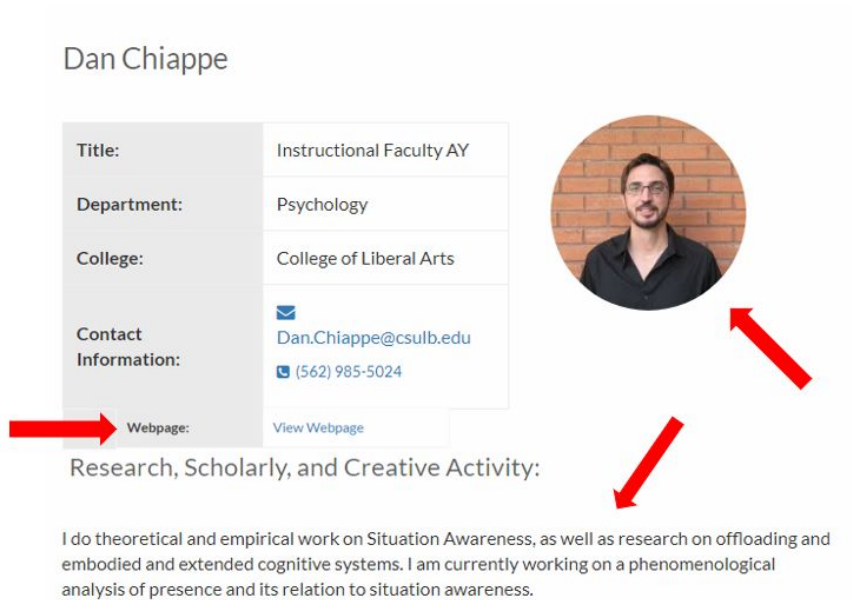 Dan Chiappe
Title: Instructional Faculty AY
Department: Psychology
College: College of Liberal Arts
Contact
Information:
Dan.Chiappe@csulb.edu
(562) 985-5024
Webpage: View Webpage
Research, Scholarly, and Creative Activity:
I do theoretical and empirical work on Situation Awareness, as well as research on offloading and
embodied and extended cognitive systems. I am currently working on a phenomenological
analysis of presence and its relation to situation awareness.